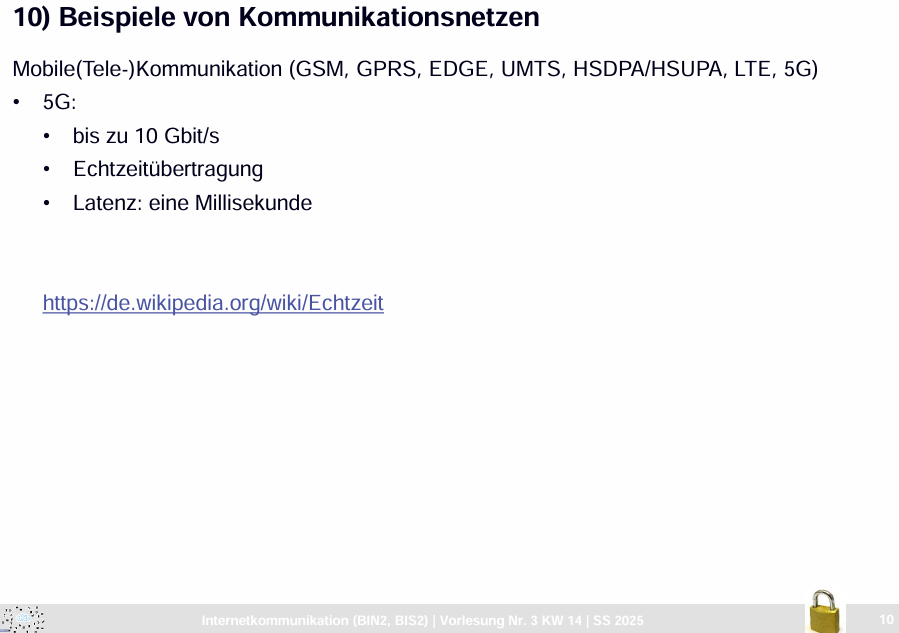 10) Beispiele von Kommunikationsnetzen
Mobile(Tele-)Kommunikation (GSM, GPRS, EDGE, UMTS, HSDPA/HSUPA, LTE, 5G)
• 5G:
• bis zu 10 Gbit/s
• Echtzeitübertragung
• Latenz: eine Millisekunde
https://de.wikipedia.org/wiki/Echtzeit
Internetkommunikation (BIN2, BIS2) | Vorlesung Nr. 3 KW 14 | SS 2025
10